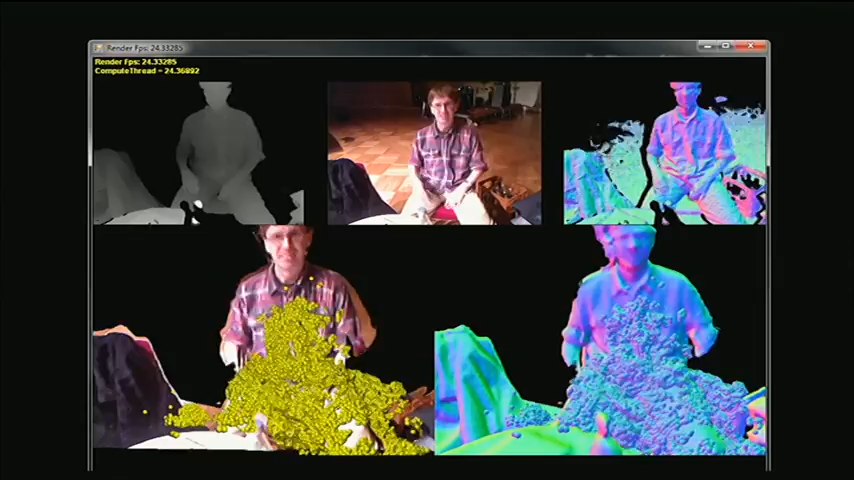 Render Fps: 24.33285
Render Fps: 24.33285
ComputeThread = 24.36892